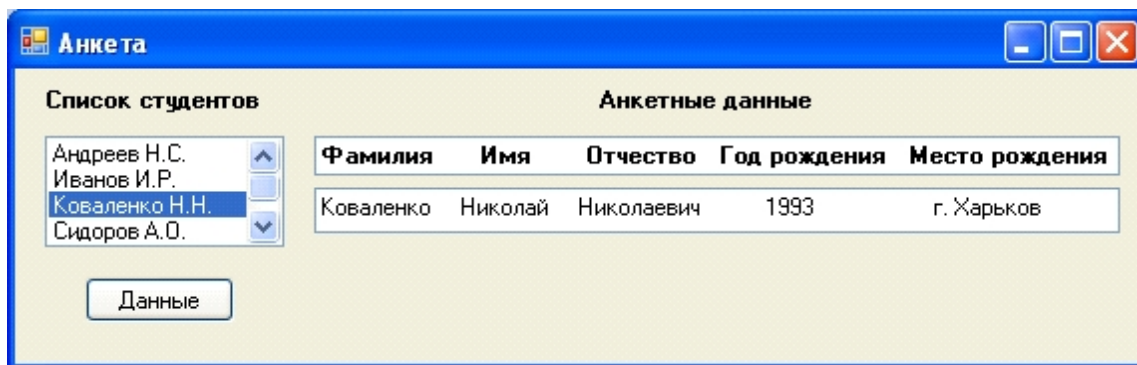 Анкета
Список студентов
Анкетные данные
Андреев Н.С.
Иванов И.Р.
Коваленко Н.Н.
Сидоров А.О.
Фамилия Имя Отчество Год рождения Место рождения
Коваленко Николай Николаевич 1993 г. Харьков
Данные